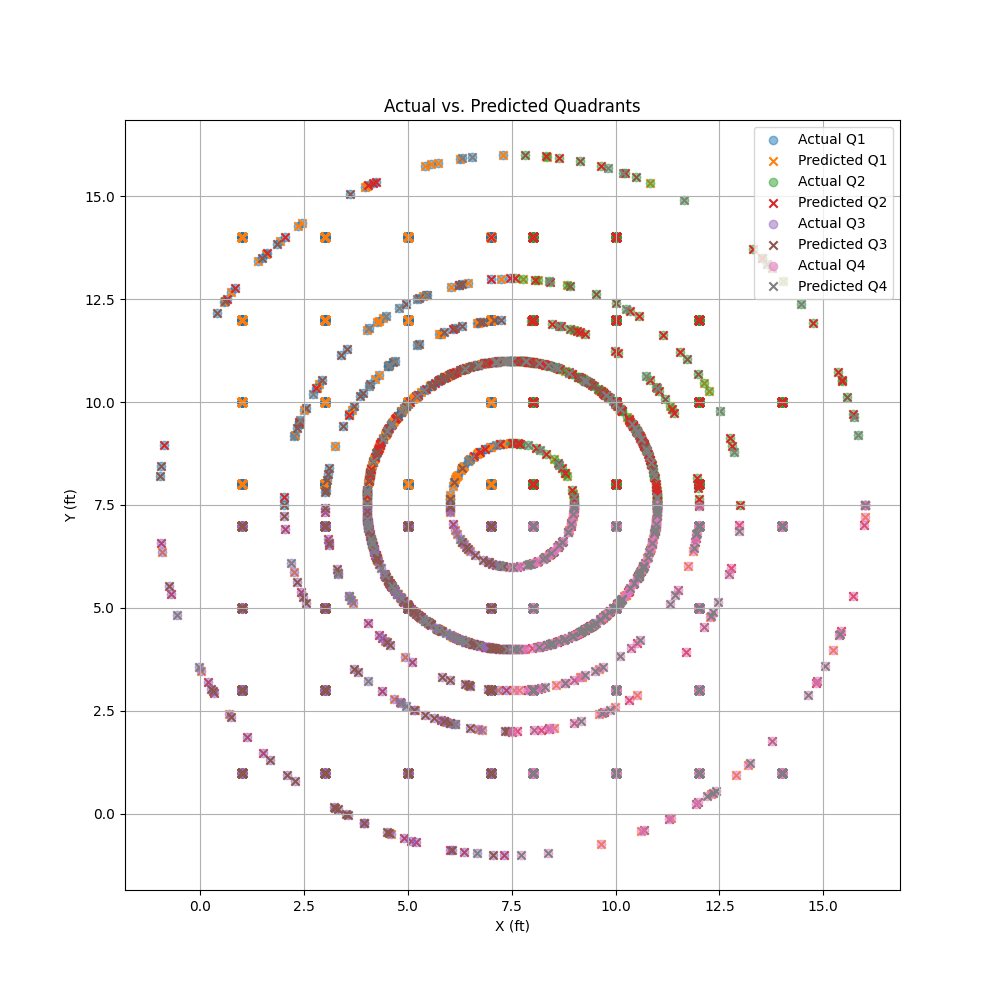 Actual vs. Predicted Quadrants
Actual Q1
Predicted Q1
Actual Q2
Predicted Q2
Actual Q3
Predicted Q3
Actual Q4
Predicted Q4
15.0
12.5
10.0
7.5
5.0
2.5
0.0
Y (ft)
0.0 2.5 5.0 7.5 10.0 12.5 15.0
X (ft)